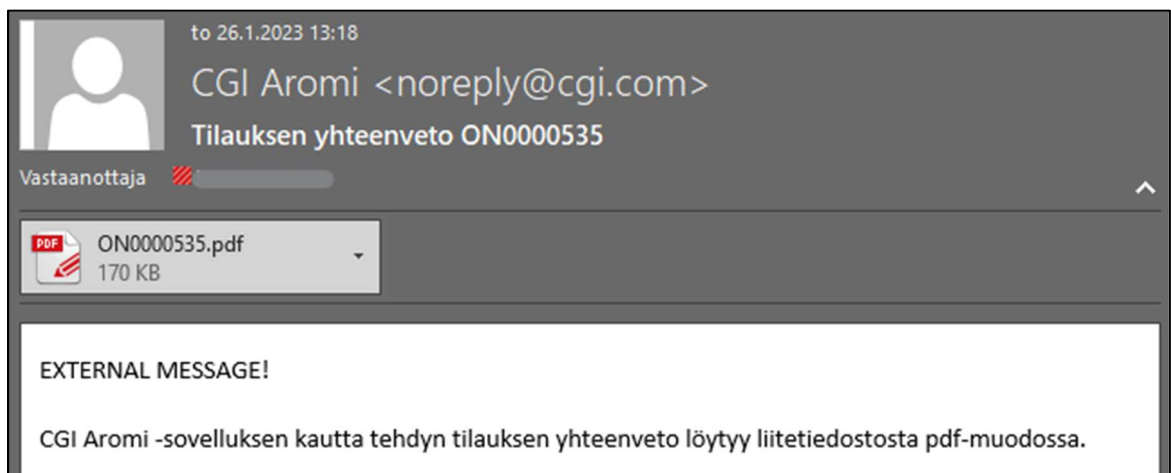 to 26.1.2023 13:18
CGI Aromi <noreply@cgi.com>
Tilauksen yhteenveto ON0000535
Vastaanottaja
PDF ON0000535.pdf
170 KB
EXTERNAL MESSAGE!
CGI Aromi -sovelluksen kautta tehdyn tilauksen yhteenveto löytyy liitetiedostosta pdf-muodossa.